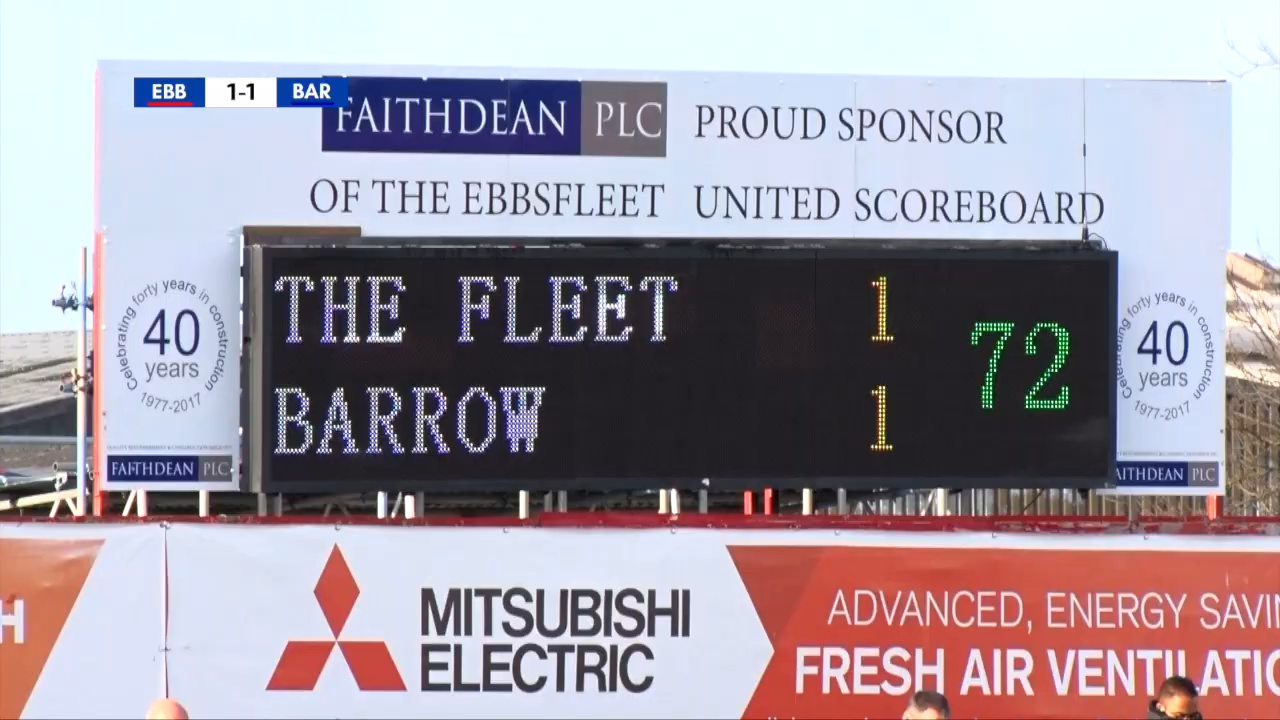 EBB 1-1 BAR
FAITHDEAN PLC PROUD SPONSOR
OF THE EBBSFLEET UNITED SCOREBOARD
THE FLEET 1
72
BARROW 1
Celebrating forty years in construction
40
years
1977-2017
FAITHDEAN PLC
Celebrating forty years in construction
40
years
1977-2017
FAITHDEAN PLC
H
MITSUBISHI
ELECTRIC
ADVANCED, ENERGY SAVIN
FRESH AIR VENTILATIO